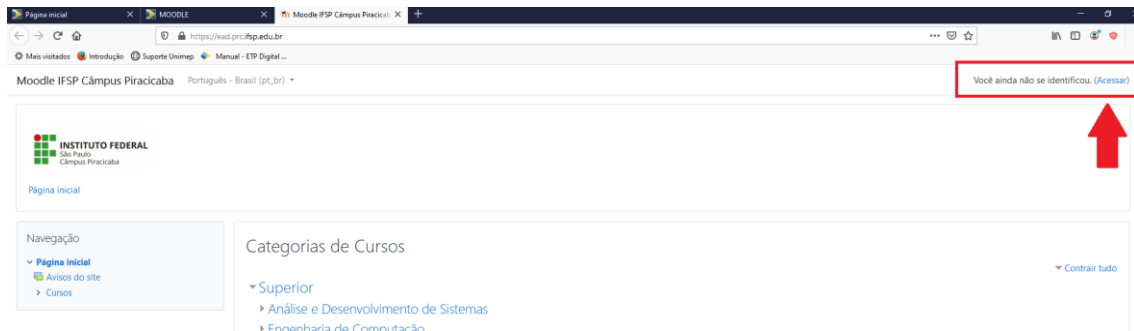 Página inicial
MOODLE
Moodle IFSP Câmpus Piracicab
https://ead.prc.ifsp.edu.br
Mais visitados Introdução Suporte Unimep Manual - ETP Digital ...
Moodle IFSP Câmpus Piracicaba Português - Brasil (pt_br)
Você ainda não se identificou. (Acessar)
INSTITUTO FEDERAL
São Paulo
Câmpus Piracicaba
Página inicial
Navegação
Página inicial
Avisos do site
Cursos
Categorias de Cursos
Contrair tudo
Superior
Análise e Desenvolvimento de Sistemas
Engenharia de Computação